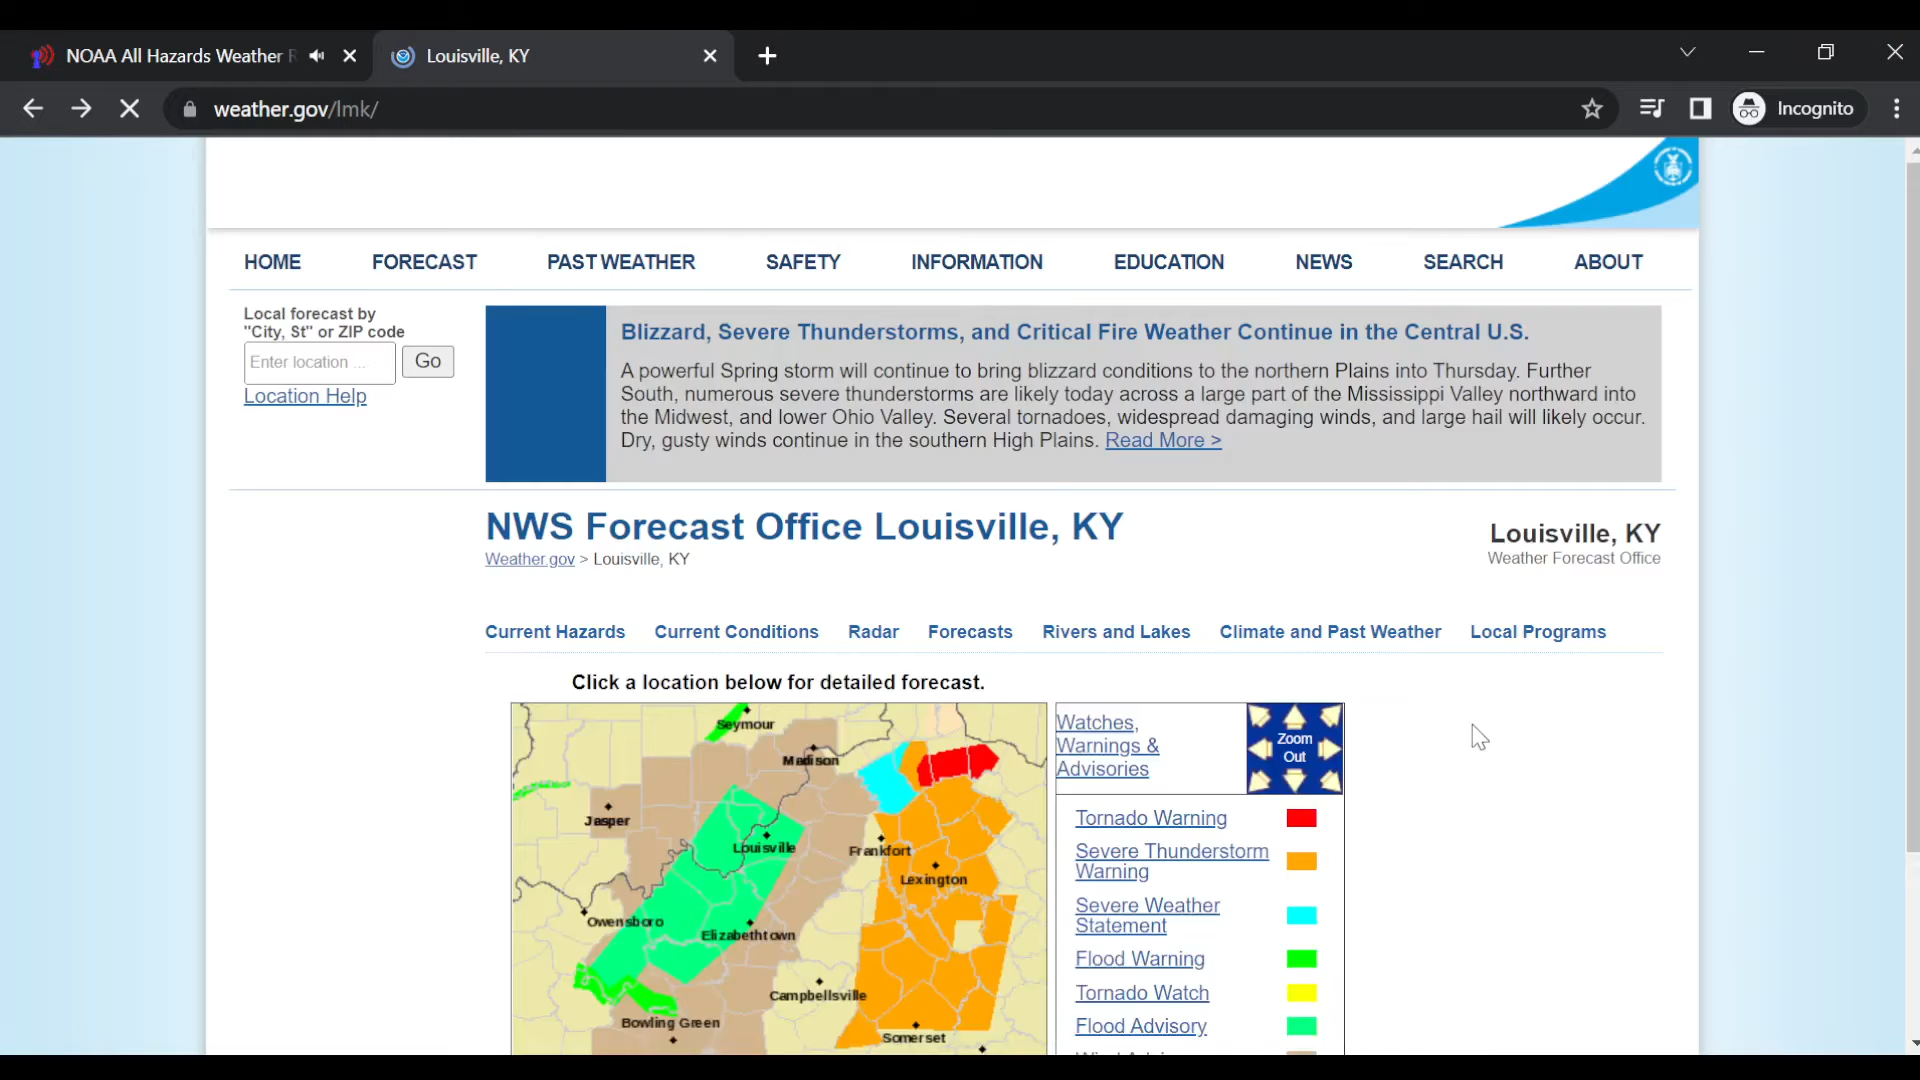 NOAA All Hazards Weather R
Louisville, KY
weather.gov/lmk/
Incognito
HOME
FORECAST
PAST WEATHER
SAFETY
INFORMATION
EDUCATION
NEWS
SEARCH
ABOUT
Local forecast by
"City, St" or ZIP code
Enter location ...
Go
Location Help
Blizzard, Severe Thunderstorms, and Critical Fire Weather Continue in the Central U.S.
A powerful Spring storm will continue to bring blizzard conditions to the northern Plains into Thursday. Further
South, numerous severe thunderstorms are likely today across a large part of the Mississippi Valley northward into
the Midwest, and lower Ohio Valley. Several tornadoes, widespread damaging winds, and large hail will likely occur.
Dry, gusty winds continue in the southern High Plains. Read More >
NWS Forecast Office Louisville, KY
Weather.gov > Louisville, KY
Louisville, KY
Weather Forecast Office
Current Hazards
Current Conditions
Radar
Forecasts
Rivers and Lakes
Climate and Past Weather
Local Programs
Click a location below for detailed forecast.
Seymour
Madison
Jasper
Louisville
Frankfort
Lexington
Owensboro
Elizabethtown
Campbellsville
Bowling Green
Somerset
Watches,
Warnings &
Advisories
Zoom
Out
Tornado Warning
Severe Thunderstorm
Warning
Severe Weather
Statement
Flood Warning
Tornado Watch
Flood Advisory